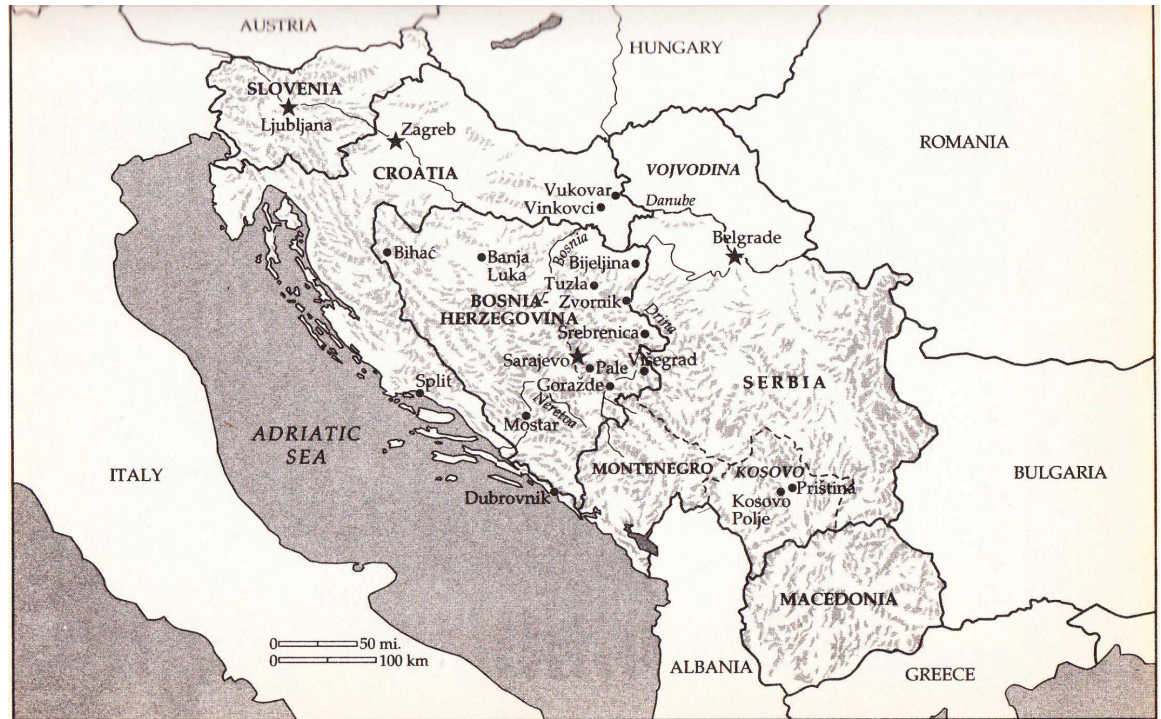 AUSTRIA
HUNGARY
SLOVENIA
Ljubljana
Zagreb
ROMANIA
CROATIA
VOJVODINA
Vukovar
Vinkovci
Danube
Belgrade
Bihać
Banja
Luka
Bosnia
Bijeljina
Tuzla
BOSNIA-
HERZEGOVINA
Zvornik
Drina
Srebrenica
Sarajevo
Pale
Višegrad
Goražde
SERBIA
Split
Neretva
Mostar
ADRIATIC
SEA
ITALY
MONTENEGRO
KOSOVO
BULGARIA
Priština
Kosovo
Polje
Dubrovnik
MACEDONIA
0 50 mi.
0 100 km
ALBANIA
GREECE